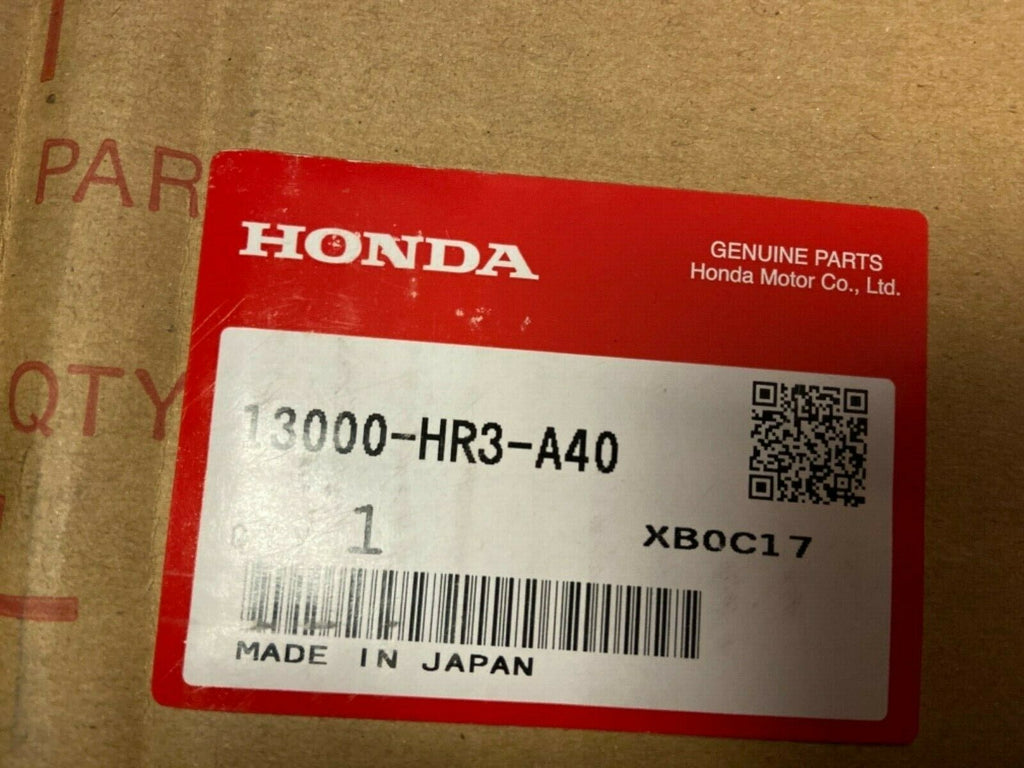 PAR
HONDA
GENUINE PARTS
Honda Motor Co., Ltd.
QTY
13000-HR3-A40
1
XB0C17
MADE IN JAPAN